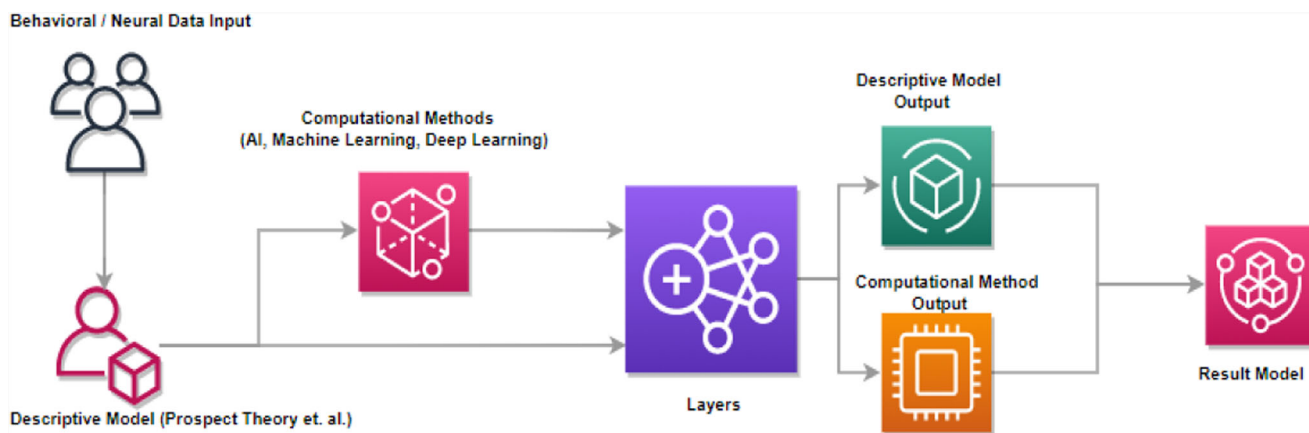 Behavioral / Neural Data Input
Computational Methods
(AI, Machine Learning, Deep Learning)
Descriptive Model
Output
Computational Method
Output
Layers
Result Model
Descriptive Model (Prospect Theory et. al.)